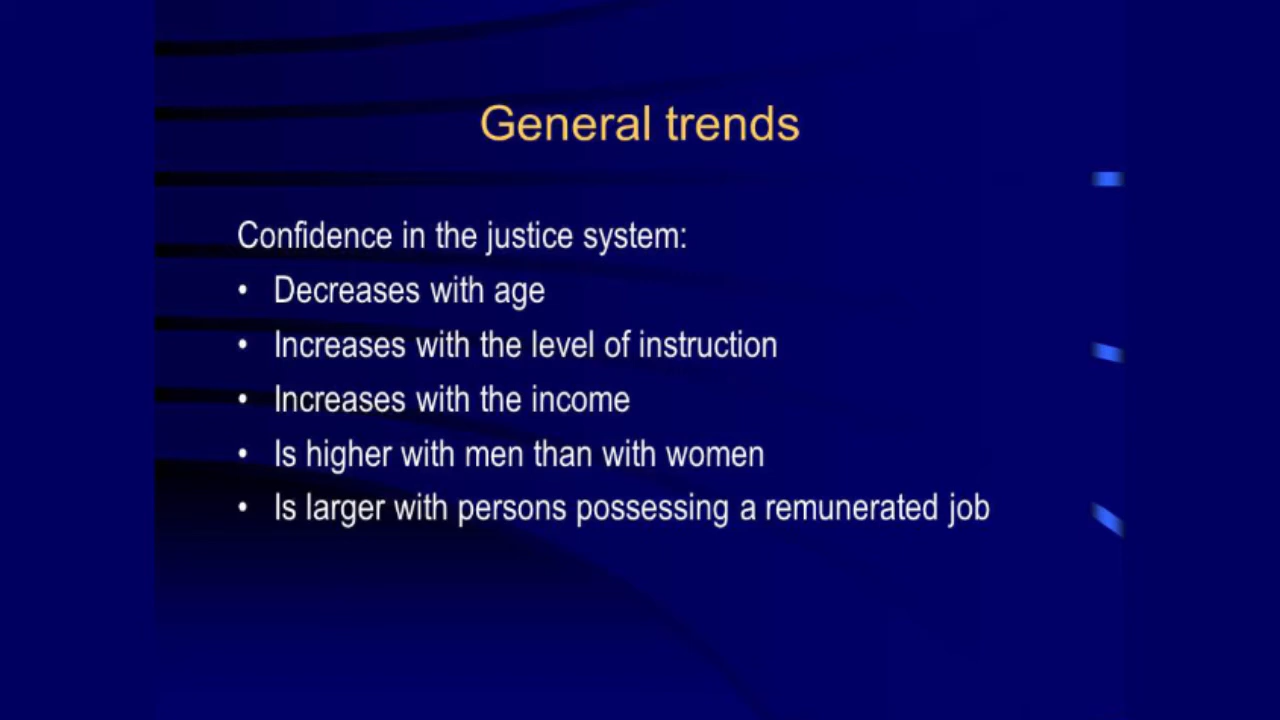 General trends
Confidence in the justice system:
• Decreases with age
• Increases with the level of instruction
• Increases with the income
• Is higher with men than with women
• Is larger with persons possessing a remunerated job